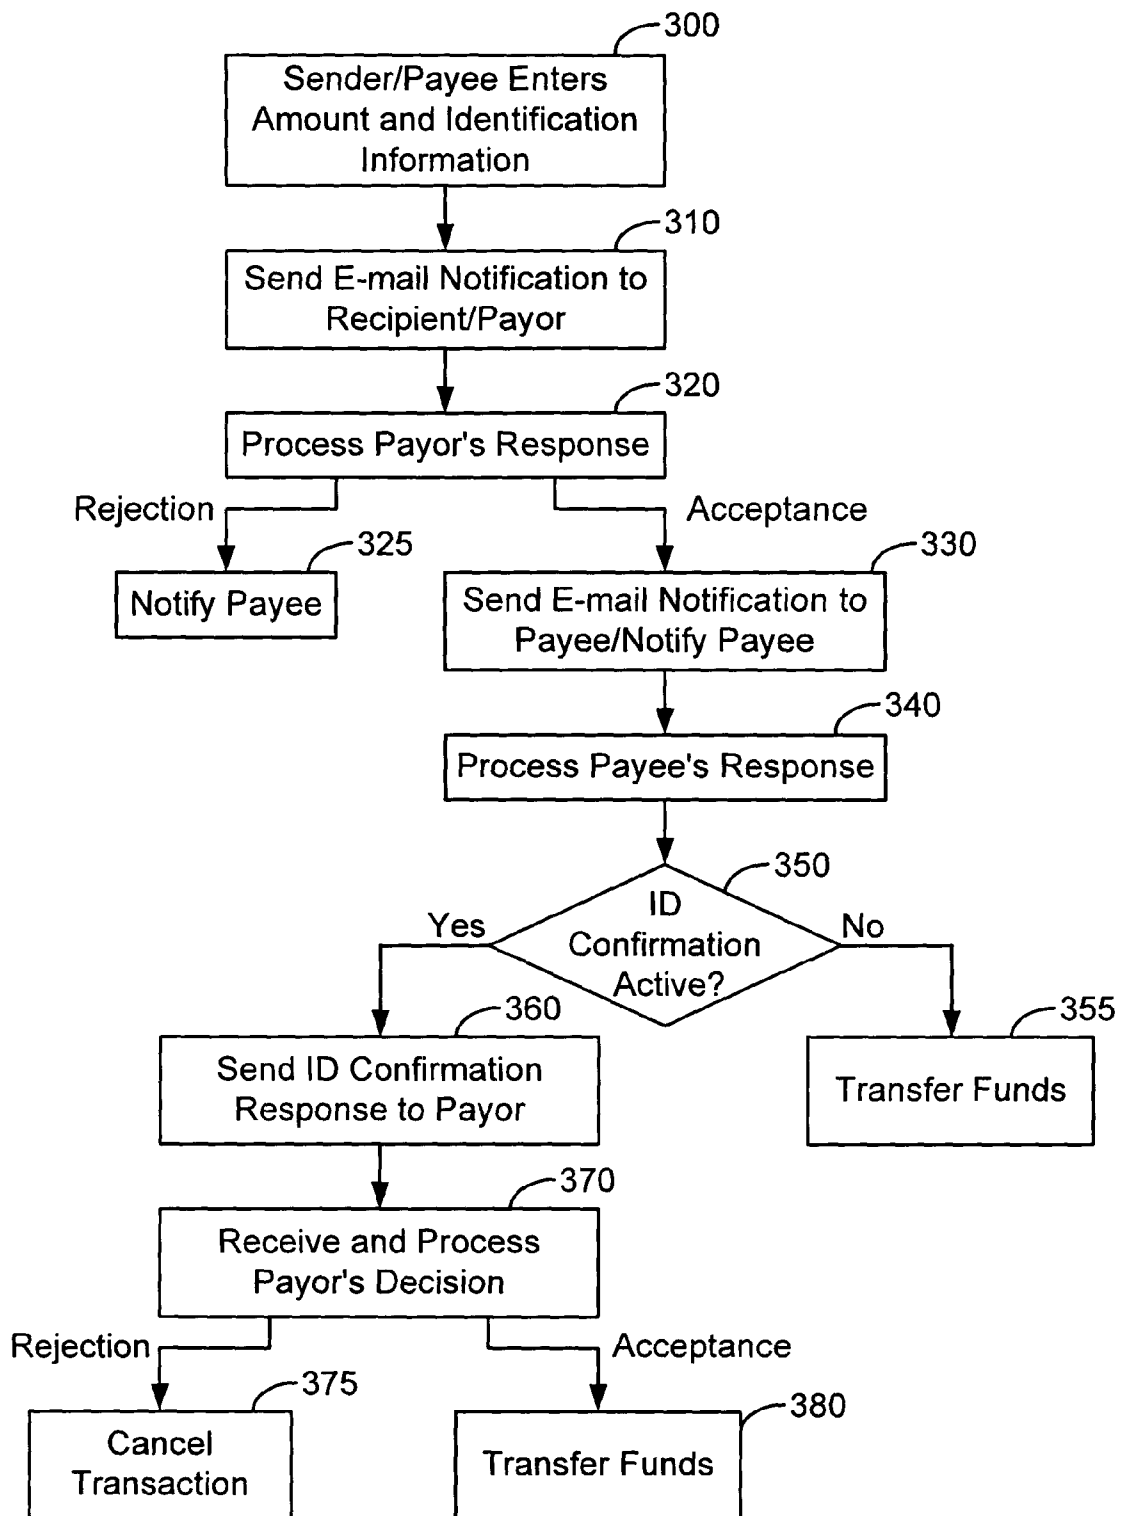 300
Sender/Payee Enters
Amount and Identification
Information
310
Send E-mail Notification to
Recipient/Payor
320
Process Payor's Response
Rejection
Acceptance
325
Notify Payee
330
Send E-mail Notification to
Payee/Notify Payee
340
Process Payee's Response
350
ID
Confirmation
Active?
Yes
No
360
Send ID Confirmation
Response to Payor
355
Transfer Funds
370
Receive and Process
Payor's Decision
Rejection
Acceptance
375
Cancel
Transaction
380
Transfer Funds